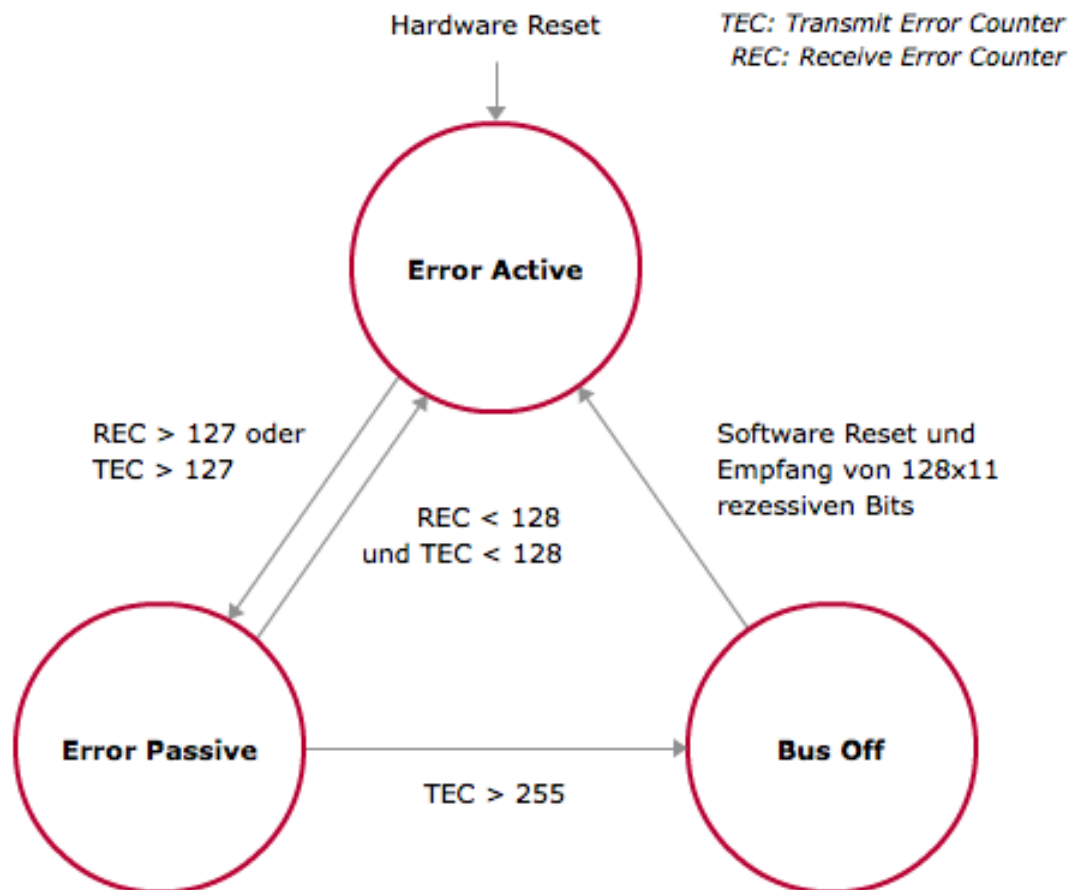 Hardware Reset
TEC: Transmit Error Counter
REC: Receive Error Counter
Error Active
REC > 127 oder
TEC > 127
REC < 128
und TEC < 128
Software Reset und
Empfang von 128x11
rezessiven Bits
Error Passive
TEC > 255
Bus Off